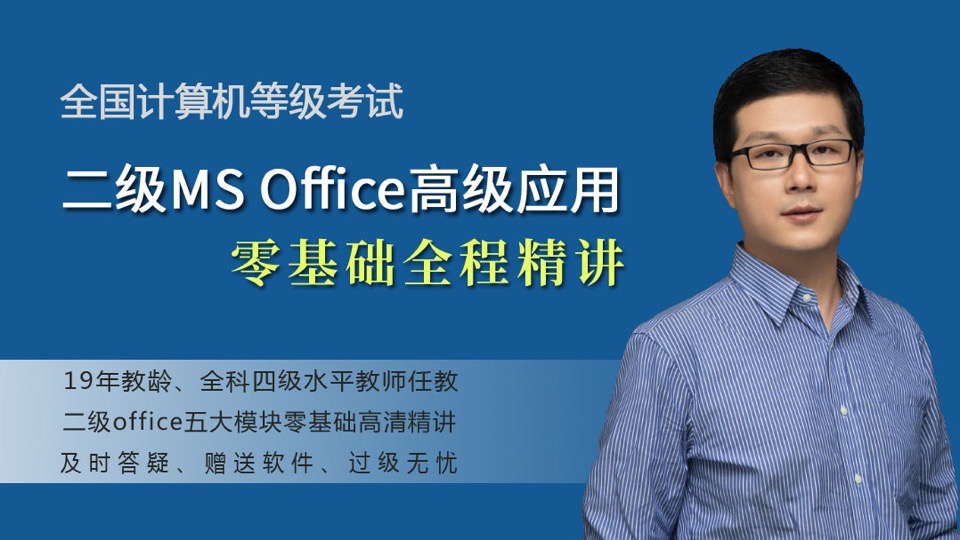 全国计算机等级考试
二级MS Office高级应用
零基础全程精讲
19年教龄、全科四级水平教师任教
二级office五大模块零基础高清精讲
及时答疑、赠送软件、过级无忧